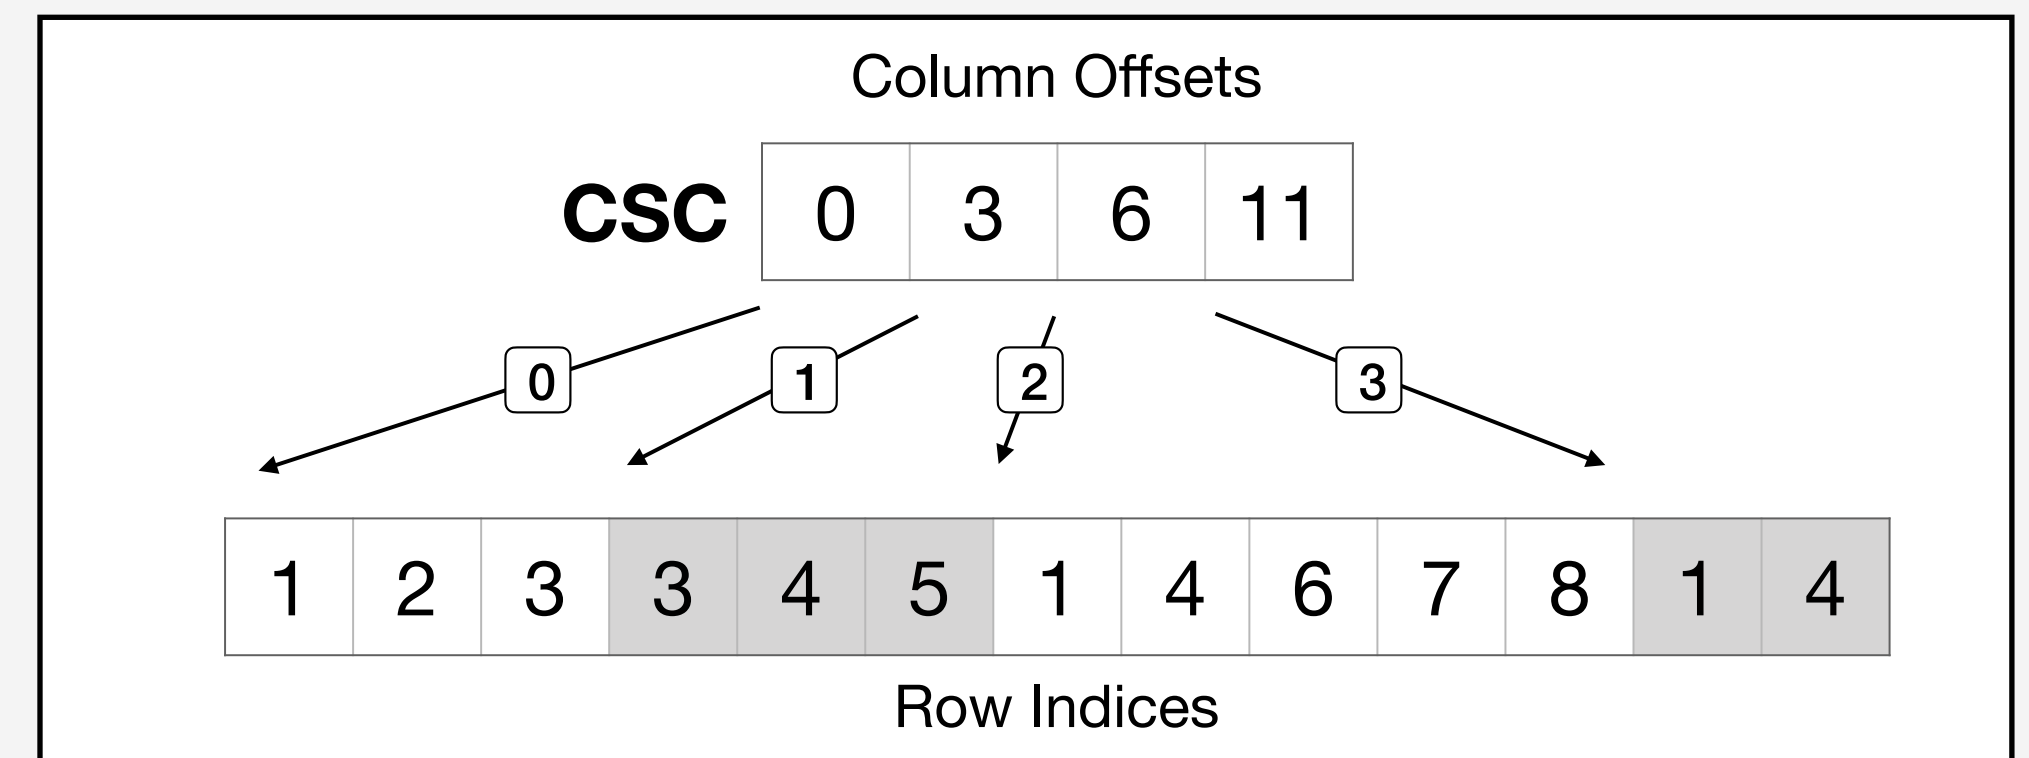 Column Offsets
CSC 0 3 6 11
0 1 2 3
1 2 3 3 4 5 1 4 6 7 8 1 4
Row Indices